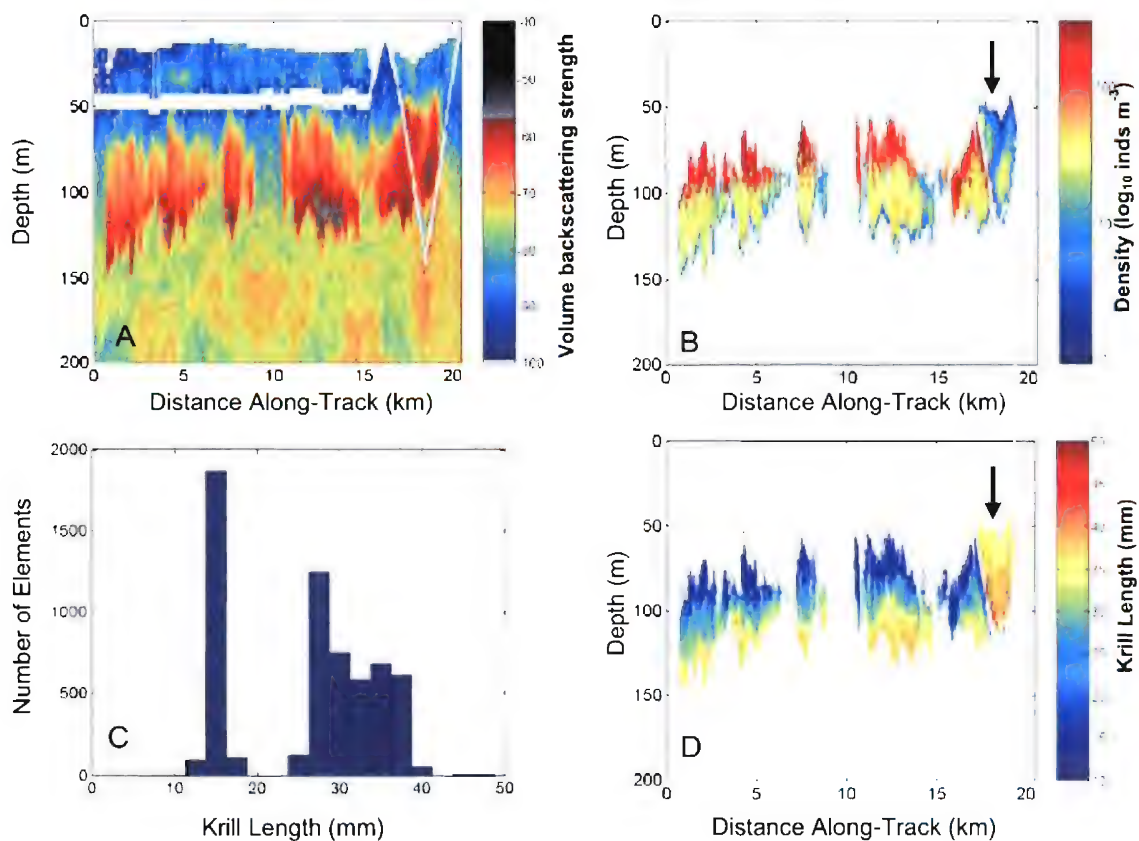 0
50
100
150
200
Depth (m)
A
0 5 10 15 20
Distance Along-Track (km)
Volume backscattering strength
0
50
100
150
200
Depth (m)
B
0 5 10 15 20
Distance Along-Track (km)
Density (log10 inds m-3)
2000
1500
1000
500
0
Number of Elements
C
0 10 20 30 40 50
Krill Length (mm)
0
50
100
150
200
Depth (m)
D
0 5 10 15 20
Distance Along-Track (km)
Krill Length (mm)